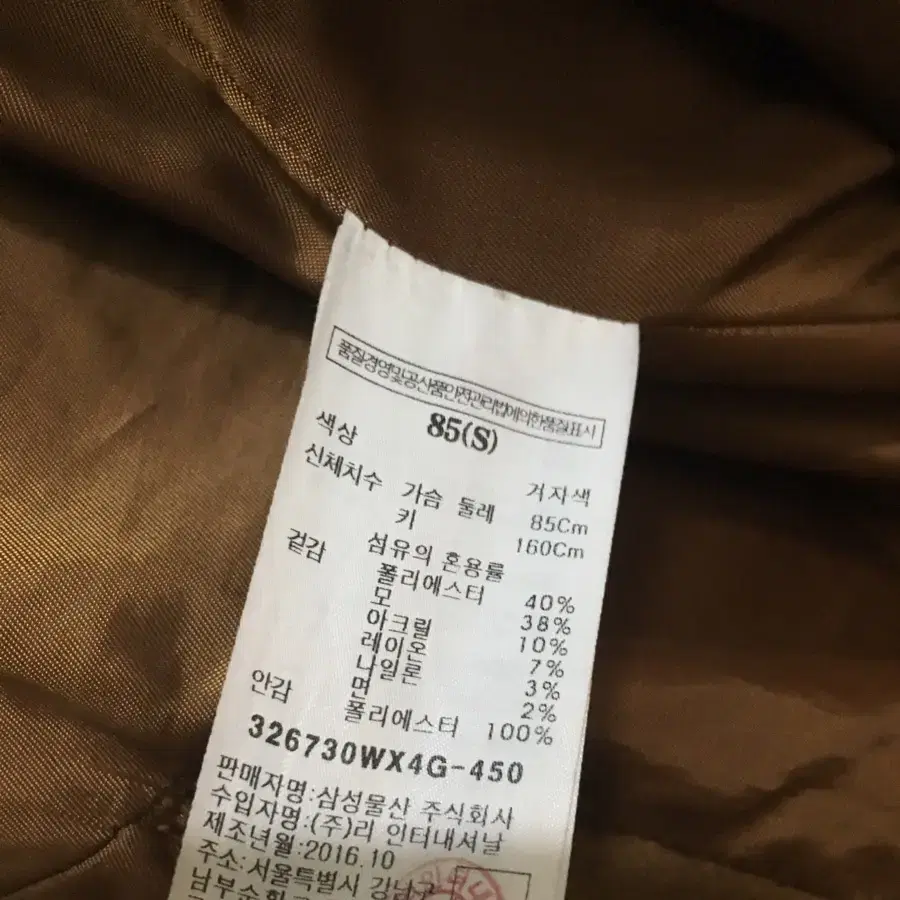 품질경영및공산품안전관리법에의한품질표시
85(S)
색상 겨자색
신체치수 가슴 둘레 85Cm
키 160Cm
겉감 섬유의 혼용률
폴리에스터 40%
모 38%
아크릴 10%
레이온 7%
나일론 3%
면 2%
안감 폴리에스터 100%
326730WX4G-450
판매자명:삼성물산 주식회사
수입자명:(주)리 인터내셔날
제조년월:2016.10
주소:서울특별시 강남구
남부순환